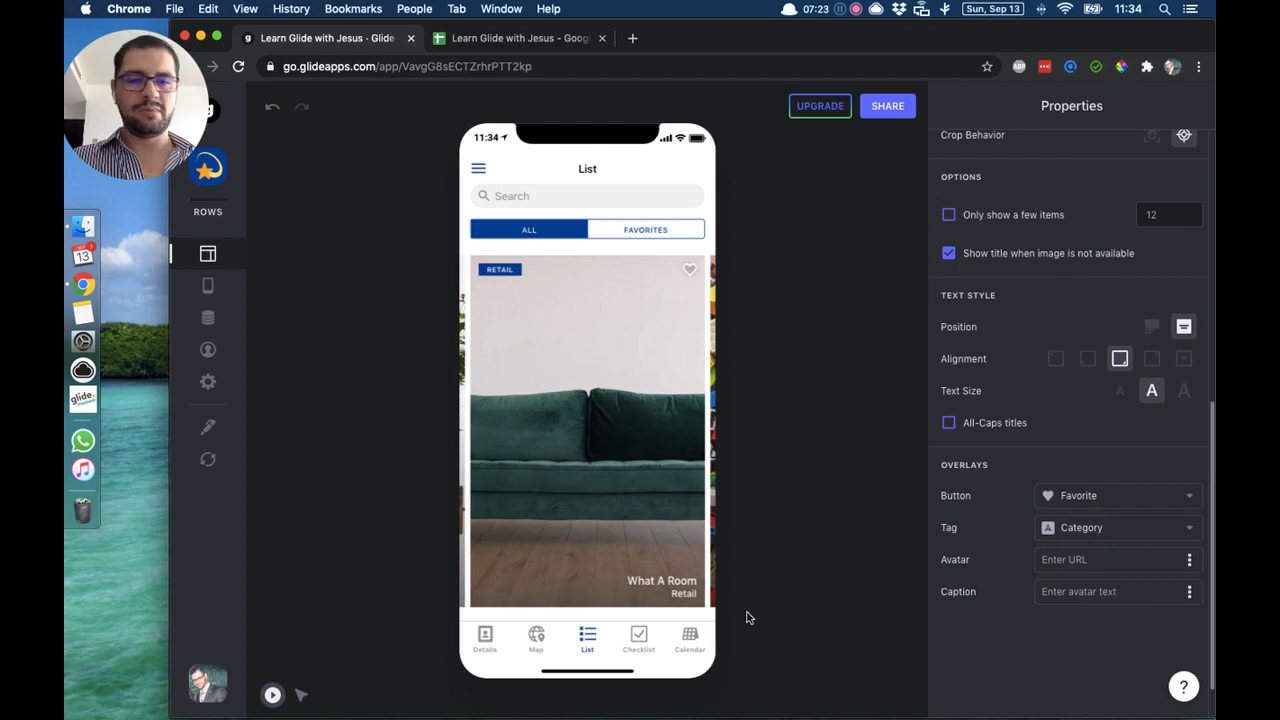 Chrome File Edit View History Bookmarks People Tab Window Help 07:23 Sun, Sep 13 11:34
Learn Glide with Jesus · Glide Learn Glide with Jesus - Goog
go.glideapps.com/app/VavgG8sECTZrhrPTT2kp
UPGRADE SHARE
Properties
ROWS
11:34
List
Search
ALL FAVORITES
RETAIL
What A Room
Retail
Details Map List Checklist Calendar
Crop Behavior
OPTIONS
Only show a few items 12
Show title when image is not available
TEXT STYLE
Position
Alignment
Text Size A A A
All-Caps titles
OVERLAYS
Button Favorite
Tag A Category
Avatar Enter URL
Caption Enter avatar text
?
13
glide